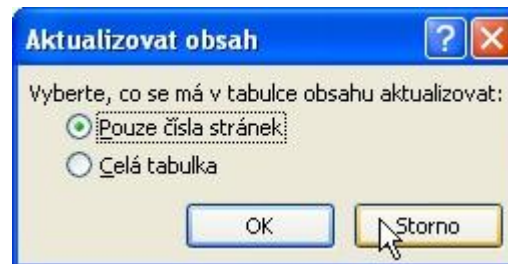 Aktualizovat obsah
Vyberte, co se má v tabulce obsahu aktualizovat:
Pouze čísla stránek
Celá tabulka
OK Storno